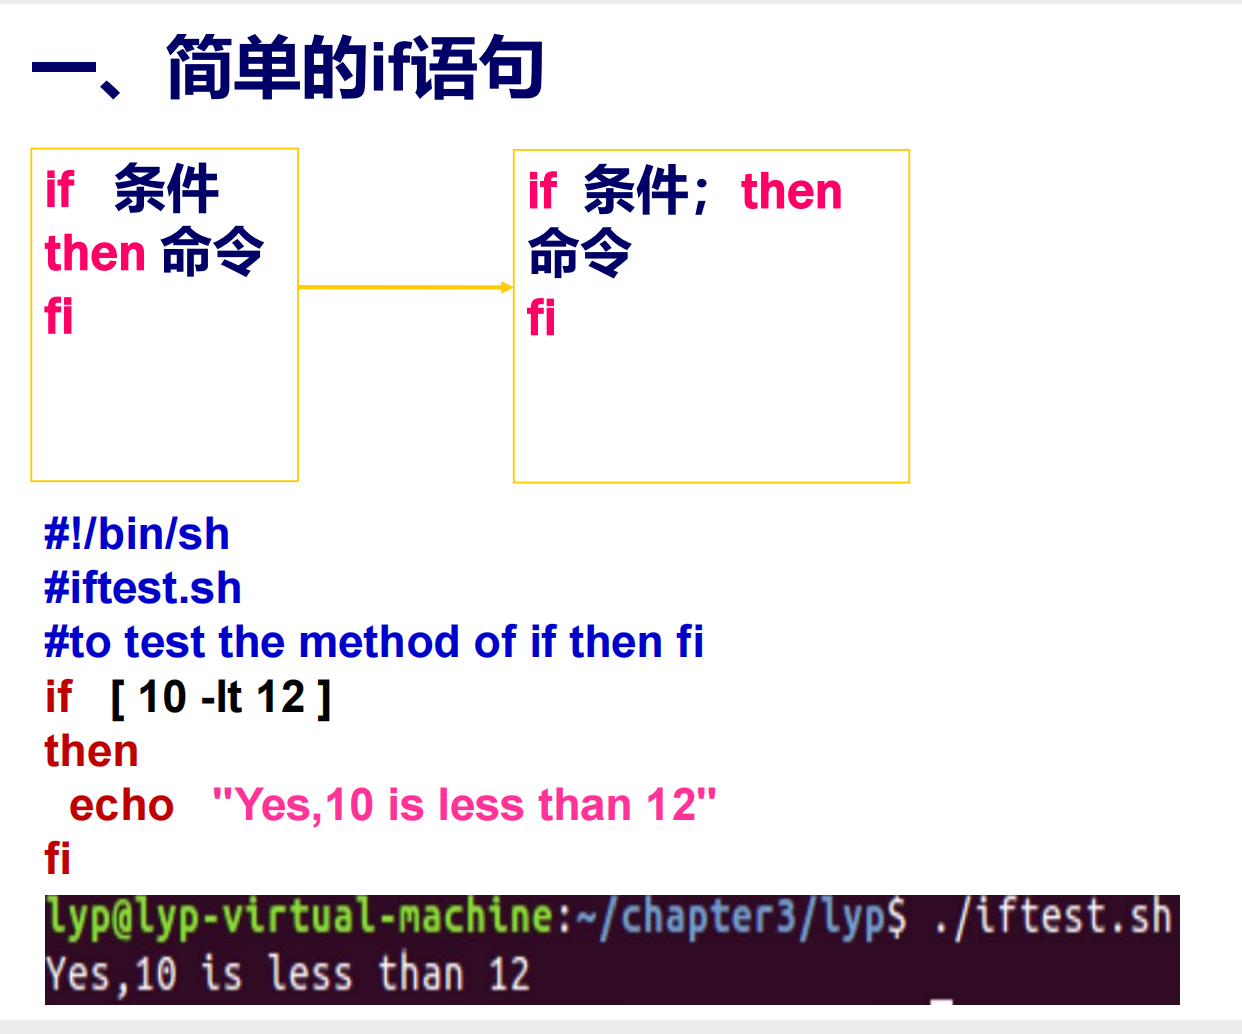 一、简单的if语句
if 条件
then 命令
fi
if 条件；then
命令
fi
#!/bin/sh
#iftest.sh
#to test the method of if then fi
if [ 10 -lt 12 ]
then
echo "Yes,10 is less than 12"
fi
lyp@lyp-virtual-machine:~/chapter3/lyp$ ./iftest.sh
Yes,10 is less than 12